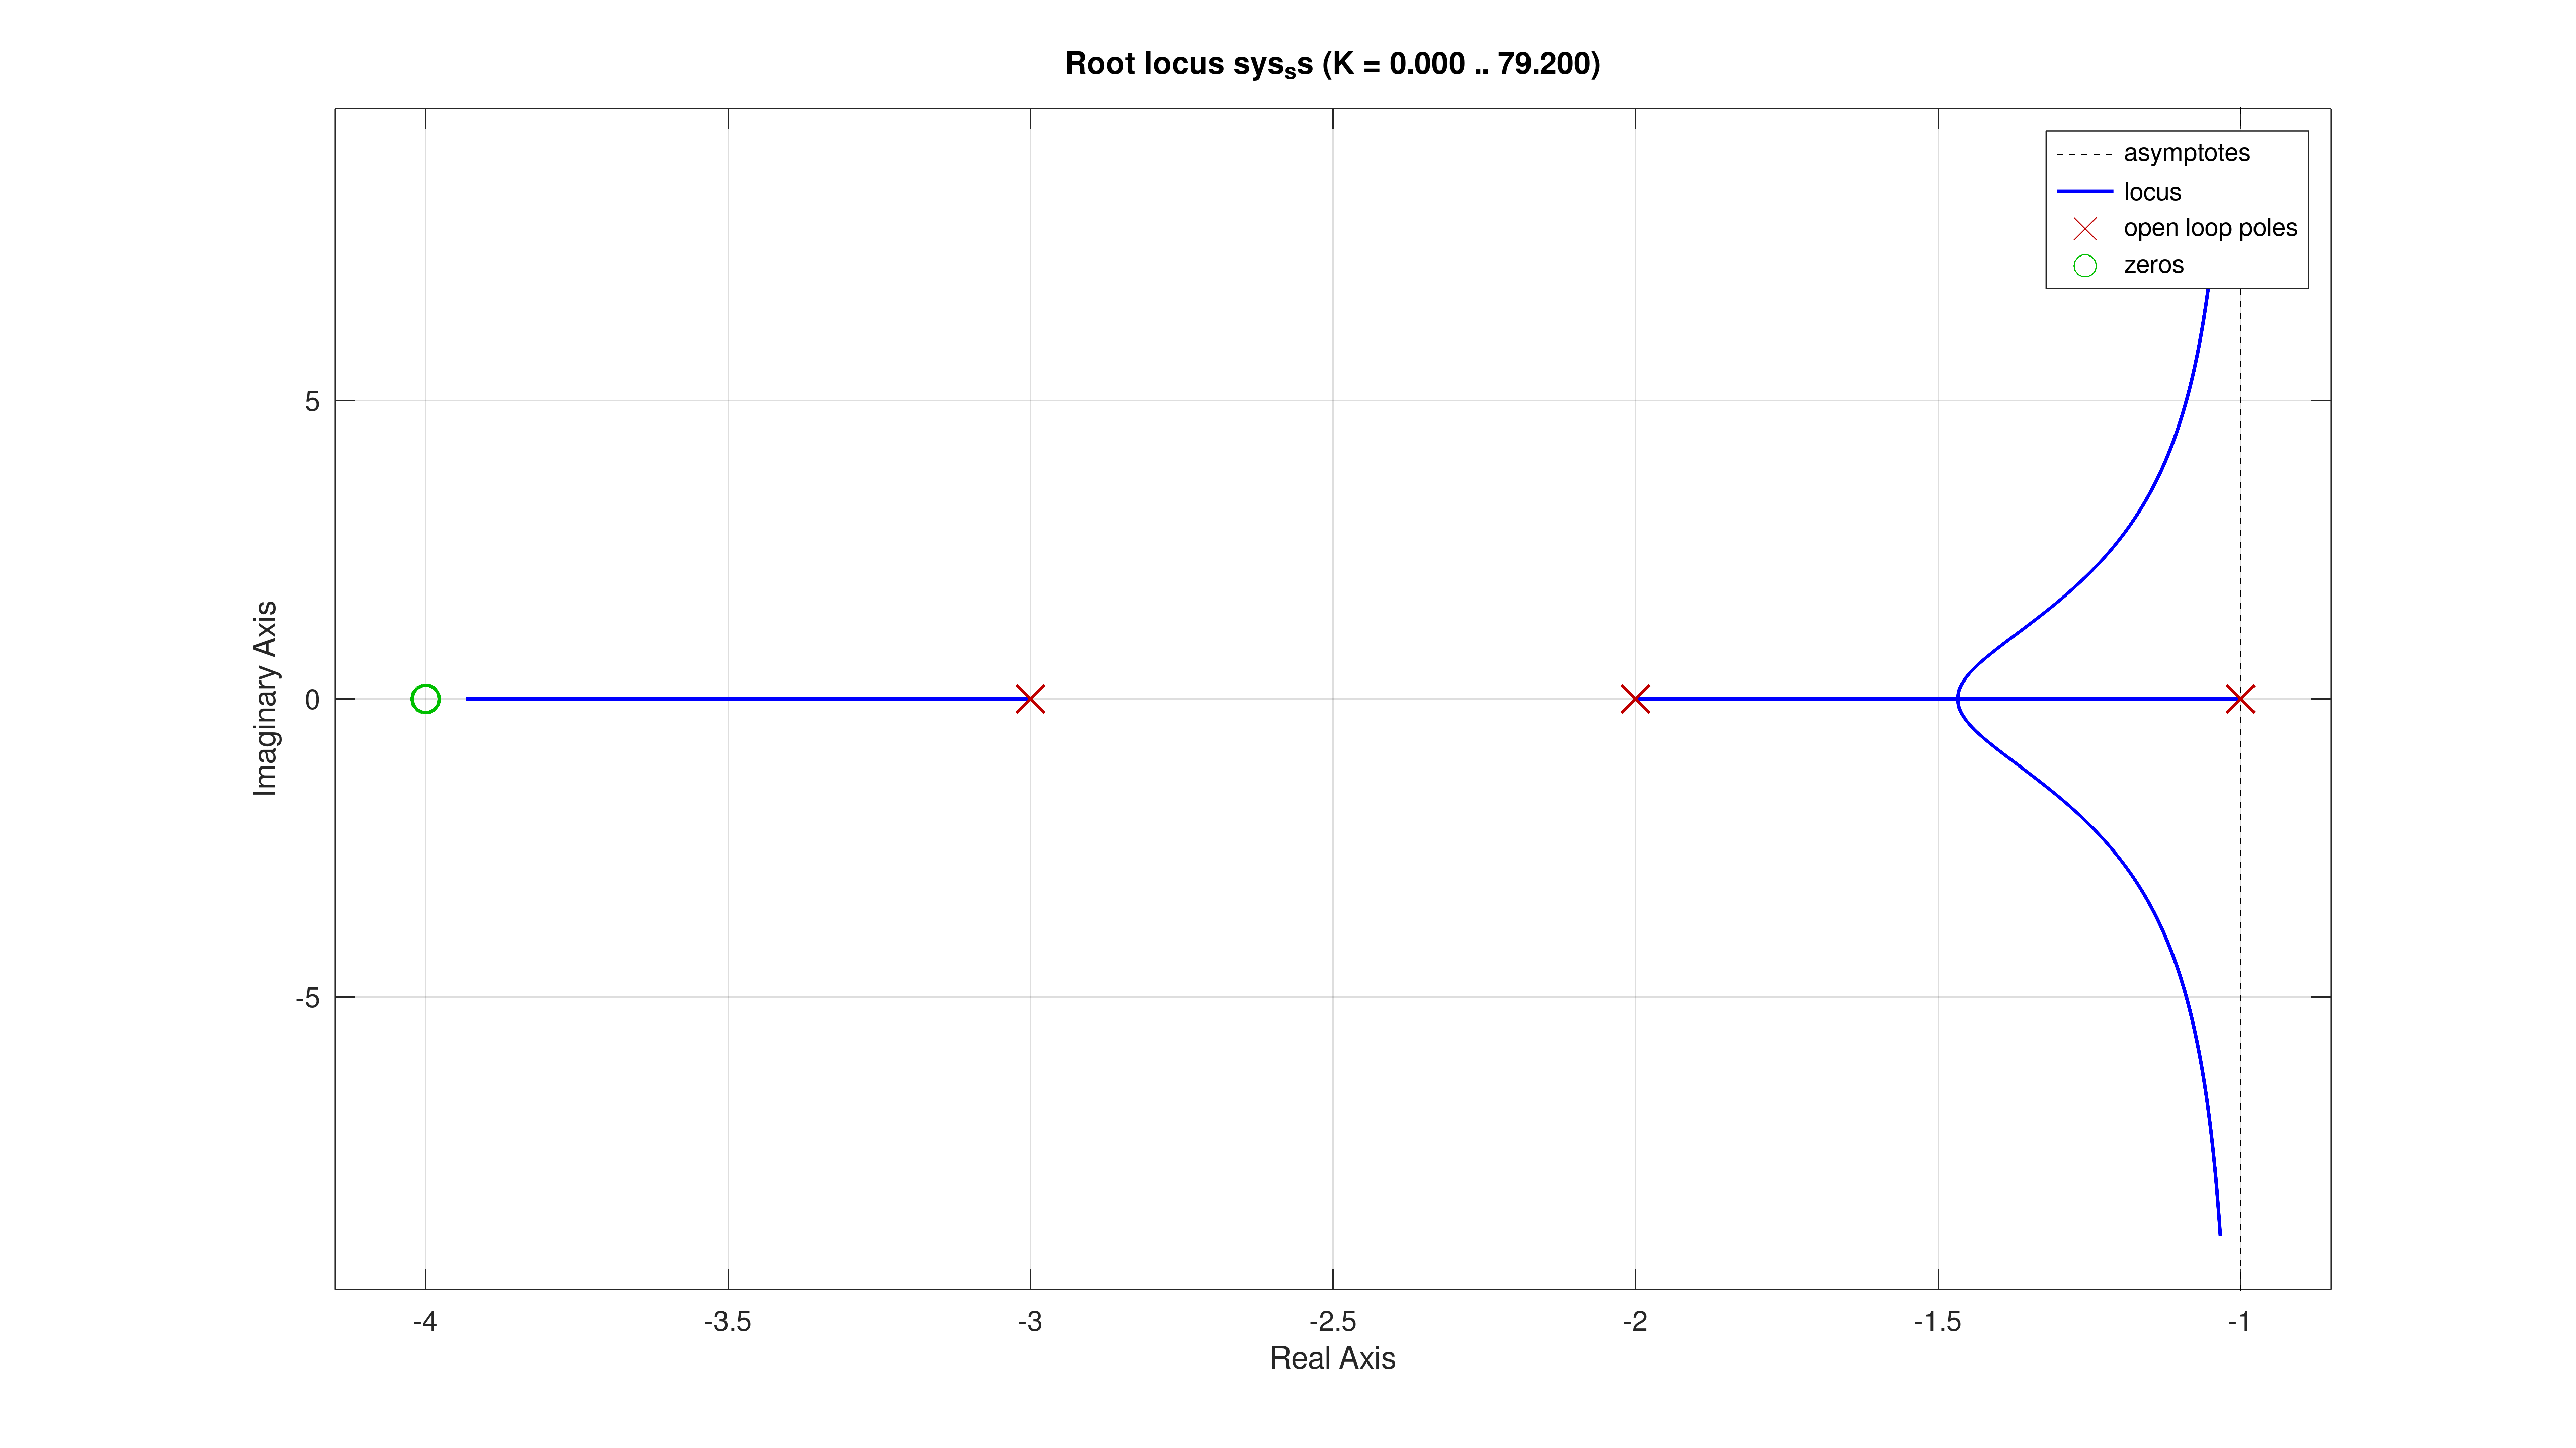 Root locus sysₛs (K = 0.000 .. 79.200)
asymptotes
locus
open loop poles
zeros
5
0
-5
Imaginary Axis
-4 -3.5 -3 -2.5 -2 -1.5 -1
Real Axis